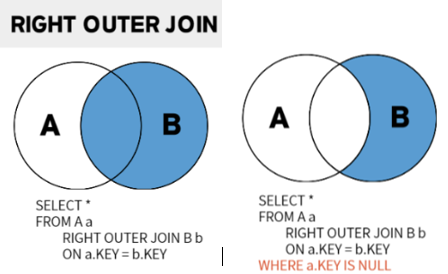 RIGHT OUTER JOIN
A B
SELECT *
FROM A a
RIGHT OUTER JOIN B b
ON a.KEY = b.KEY
A B
SELECT *
FROM A a
RIGHT OUTER JOIN B b
ON a.KEY = b.KEY
WHERE a.KEY IS NULL